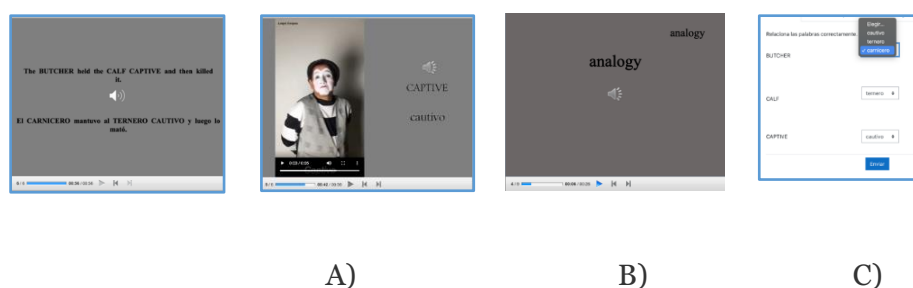 The BUTCHER held the CALF CAPTIVE and then killed
it.
El CARNICERO mantuvo al TERNERO CAUTIVO y luego lo
mató.
CAPTIVE
cautivo
analogy
analogy
Relaciona las palabras correctamente.
Elegir...
cautivo
ternero
✓ carnicero
BUTCHER
CALF
ternero
CAPTIVE
cautivo
Enviar
A)
B)
C)